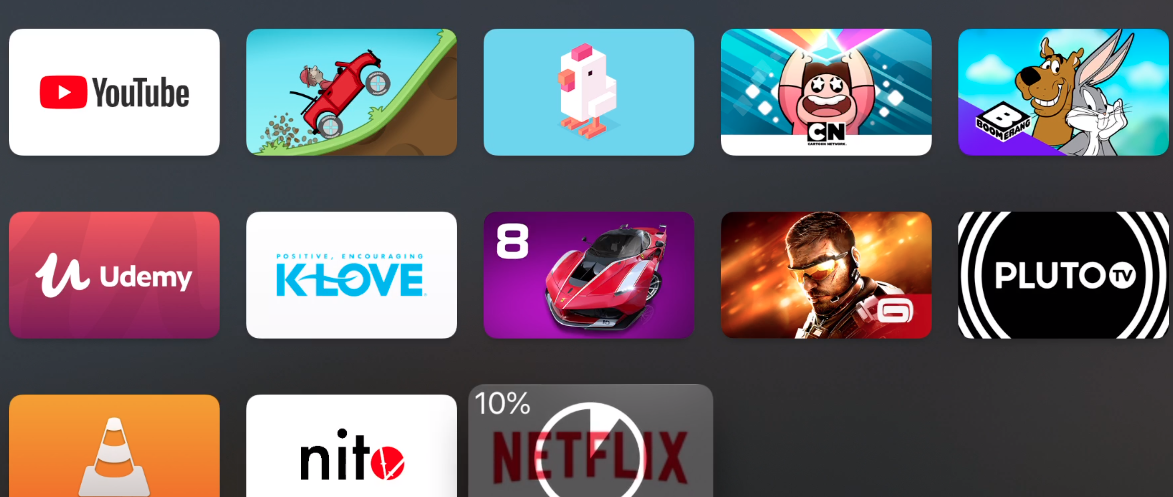 YouTube
CN
CARTOON NETWORK
B
BOOMERANG
Udemy
POSITIVE, ENCOURAGING
K-LOVE
8
G
PLUTO TV
nito
10%
NETFLIX